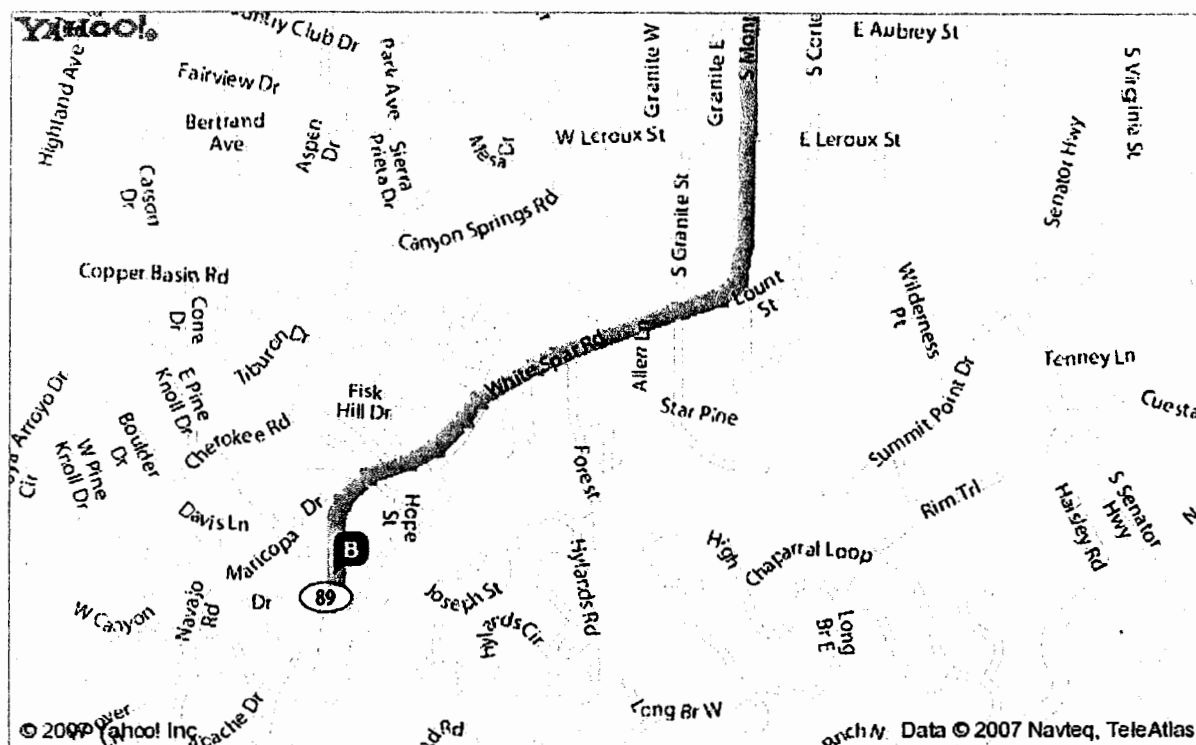 YAHOO!®
Country Club Dr
Highland Ave
Fairview Dr
Bertrand
Ave
Aspen
Dr
Park Ave
Sierra
Prieta Dr
Mesa Dr
Granite W
Granite E
S Mont
S Corte
E Aubrey St
S Virginia St
W Leroux St
E Leroux St
Senator Hwy
Carson
Dr
Canyon Springs Rd
S Granite St
Copper Basin Rd
Cone
Dr
Tiburon Dr
Lount
St
Wilderness
Pt
White Spar Rd
Allen Ln
Tenney Ln
Arroyo Dr
Cir
E Pine
Knoll Dr
Fisk
Hill Dr
Star Pine
Summit Point Dr
Cuesta
W Pine
Knoll Dr
Boulder
Dr
Cherokee Rd
Forest
Rim Trl
Haisley Rd
S Senator
Hwy
N
Davis Ln
Maricopa Dr
Hope
St
B
High
Chaparral Loop
W Canyon
Navajo
Rd
Dr
89
Joseph St
Hylands Cir
Hylands Rd
Long
Br E
Long Br W
© 2007 Yahoo! Inc
Data © 2007 Navteq, TeleAtlas